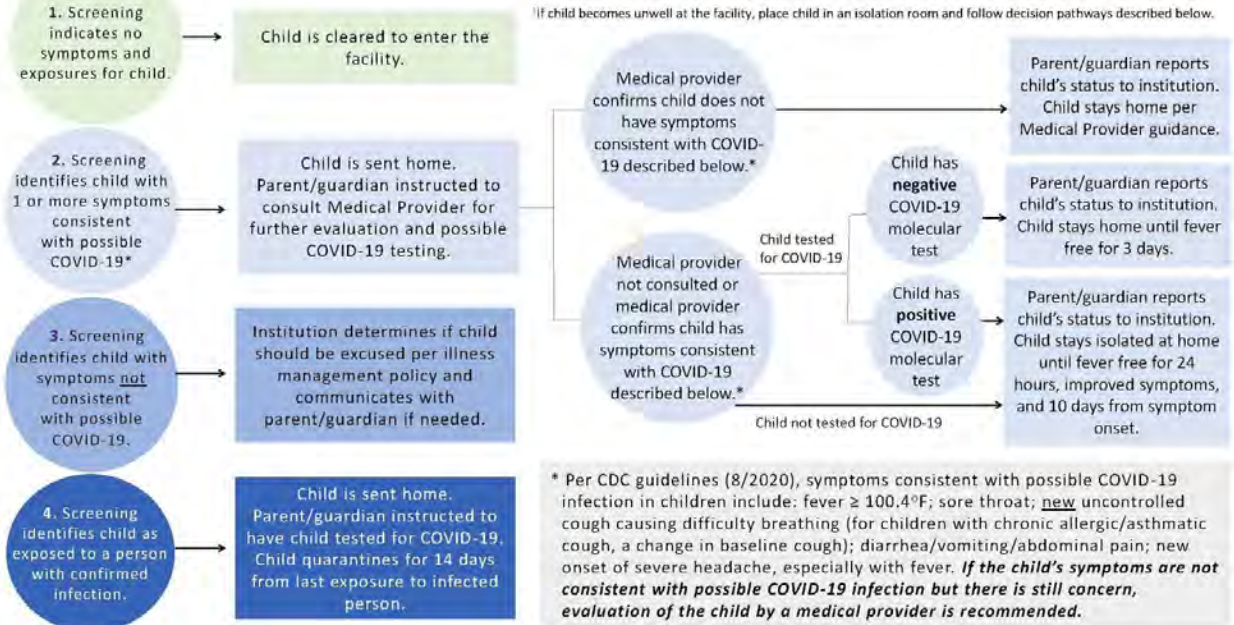 1. Screening
indicates no
symptoms and
exposures for child.
Child is cleared to enter the
facility.
if child becomes unwell at the facility, place child in an isolation room and follow decision pathways described below.
2. Screening
identifies child with
1 or more symptoms
consistent
with possible
COVID-19*
Child is sent home.
Parent/guardian instructed to
consult Medical Provider for
further evaluation and possible
COVID-19 testing.
Medical provider
confirms child does not
have symptoms
consistent with COVID-
19 described below.*
Parent/guardian reports
child's status to institution.
Child stays home per
Medical Provider guidance.
Medical provider
not consulted or
medical provider
confirms child has
symptoms consistent
with COVID-19
described below.*
Child tested
for COVID-19
Child has
negative
COVID-19
molecular
test
Parent/guardian reports
child's status to institution.
Child stays home until fever
free for 3 days.
Child has
positive
COVID-19
molecular
test
Parent/guardian reports
child's status to institution.
Child stays isolated at home
until fever free for 24
hours, improved symptoms,
and 10 days from symptom
onset.
Child not tested for COVID-19
3. Screening
identifies child with
symptoms not
consistent
with possible
COVID-19.
Institution determines if child
should be excused per illness
management policy and
communicates with
parent/guardian if needed.
4. Screening
identifies child as
exposed to a person
with confirmed
infection.
Child is sent home.
Parent/guardian instructed to
have child tested for COVID-19.
Child quarantines for 14 days
from last exposure to infected
person.
* Per CDC guidelines (8/2020), symptoms consistent with possible COVID-19
infection in children include: fever ≥ 100.4°F; sore throat; new uncontrolled
cough causing difficulty breathing (for children with chronic allergic/asthmatic
cough, a change in baseline cough); diarrhea/vomiting/abdominal pain; new
onset of severe headache, especially with fever. If the child's symptoms are not
consistent with possible COVID-19 infection but there is still concern,
evaluation of the child by a medical provider is recommended.